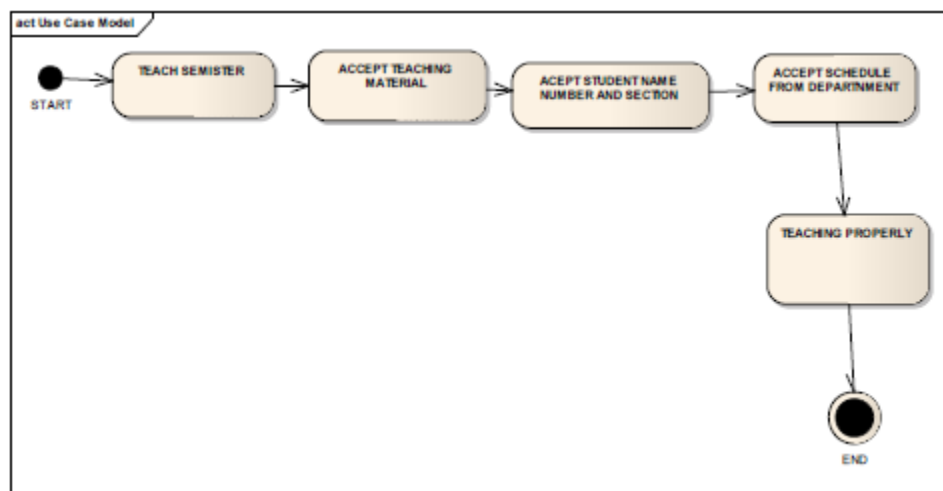 act Use Case Model
START
TEACH SEMISTER
ACCEPT TEACHING
MATERIAL
ACEPT STUDENT NAME
NUMBER AND SECTION
ACCEPT SCHEDULE
FROM DEPARTNMENT
TEACHING PROPERLY
END